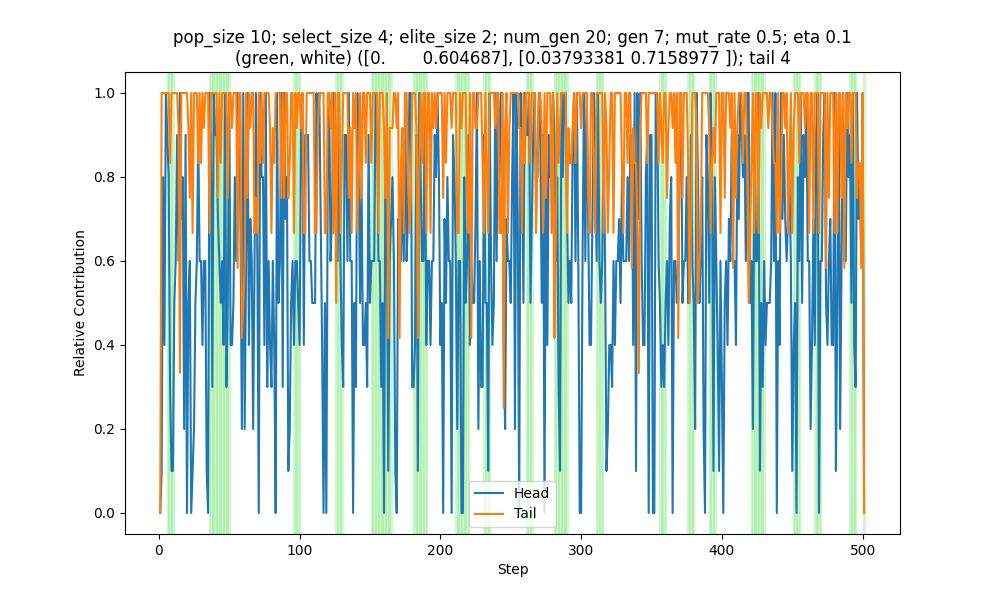 pop_size 10; select_size 4; elite_size 2; num_gen 20; gen 7; mut_rate 0.5; eta 0.1
(green, white) ([0.       0.604687], [0.03793381 0.7158977 ]); tail 4
1.0
0.8
0.6
0.4
0.2
0.0
Relative Contribution
Head
Tail
0
100
200
300
400
500
Step